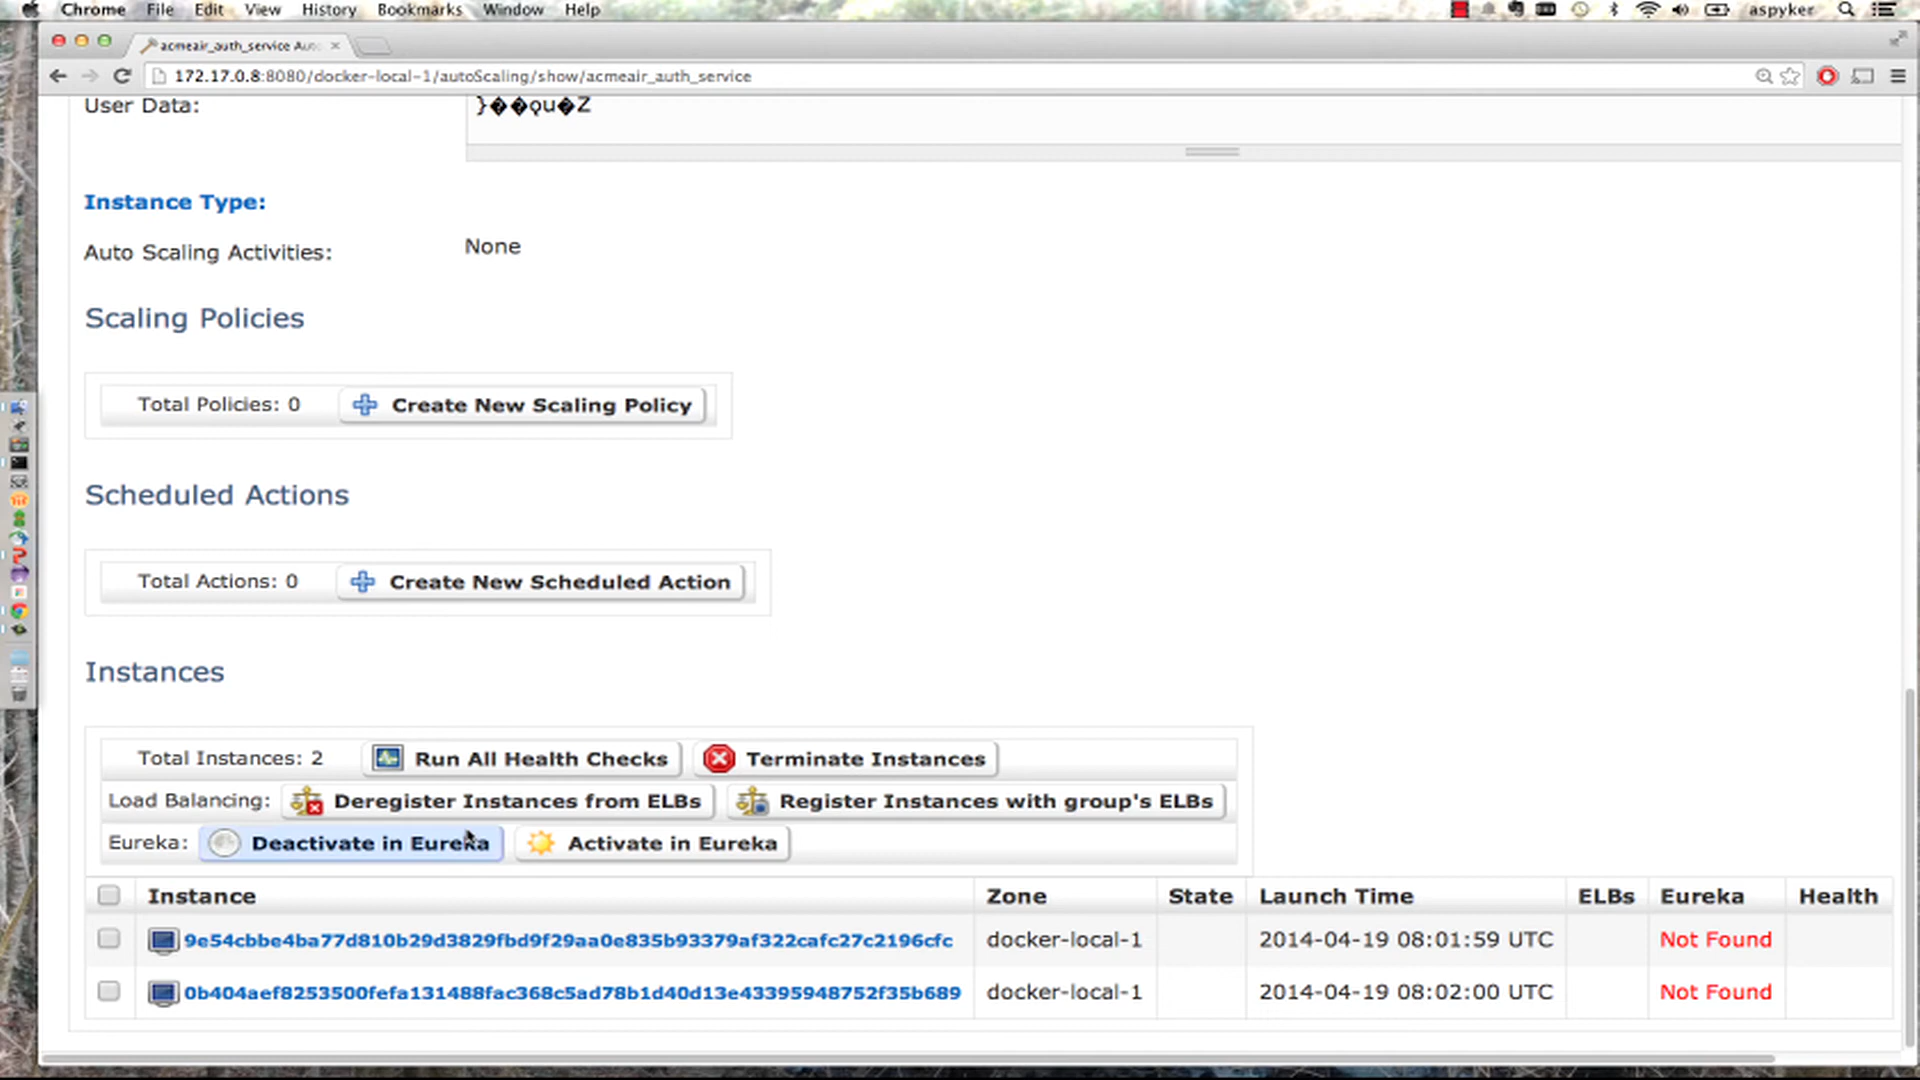 Chrome File Edit View History Bookmarks Window Help aspyker
acmeair_auth_service Aut
172.17.0.8:8080/docker-local-1/autoScaling/show/acmeair_auth_service
User Data: }��ϙu�Z
Instance Type:
Auto Scaling Activities: None
Scaling Policies
Total Policies: 0 Create New Scaling Policy
Scheduled Actions
Total Actions: 0 Create New Scheduled Action
Instances
Total Instances: 2 Run All Health Checks Terminate Instances
Load Balancing: Deregister Instances from ELBs Register Instances with group's ELBs
Eureka: Deactivate in Eureka Activate in Eureka
Instance Zone State Launch Time ELBs Eureka Health
9e54cbbe4ba77d810b29d3829fbd9f29aa0e835b93379af322cafc27c2196cfc docker-local-1 2014-04-19 08:01:59 UTC Not Found
0b404aef8253500fefa131488fac368c5ad78b1d40d13e43395948752f35b689 docker-local-1 2014-04-19 08:02:00 UTC Not Found